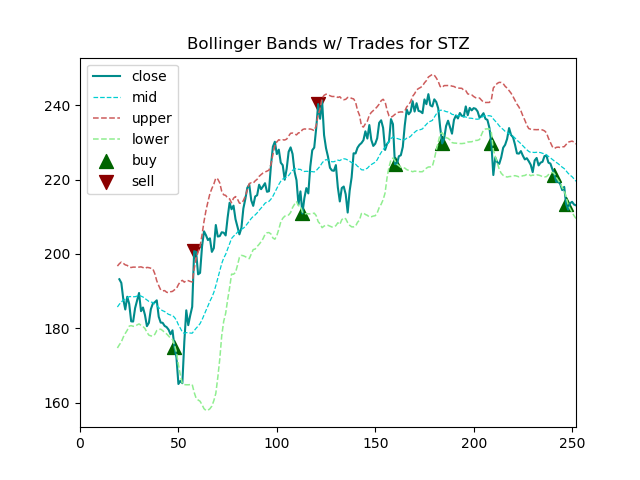 Bollinger Bands w/ Trades for STZ
close
mid
upper
lower
buy
sell
240
220
200
180
160
0 50 100 150 200 250